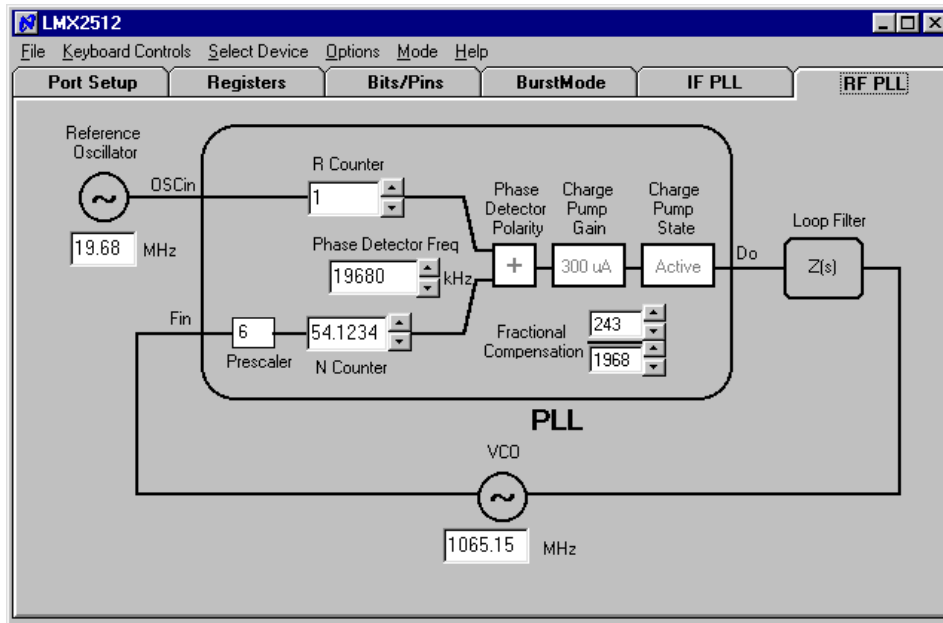 LMX2512
File Keyboard Controls Select Device Options Mode Help
Port Setup Registers Bits/Pins BurstMode IF PLL RF PLL
Reference
Oscillator
~
19.68 MHz
OSCin
R Counter
1
Phase Detector Freq
19680 kHz
Fin
6
Prescaler
54.1234
N Counter
Phase
Detector
Polarity
+
Charge
Pump
Gain
300 uA
Charge
Pump
State
Active
Fractional
Compensation
243
1968
Do
Loop Filter
Z(s)
PLL
VCO
~
1065.15 MHz